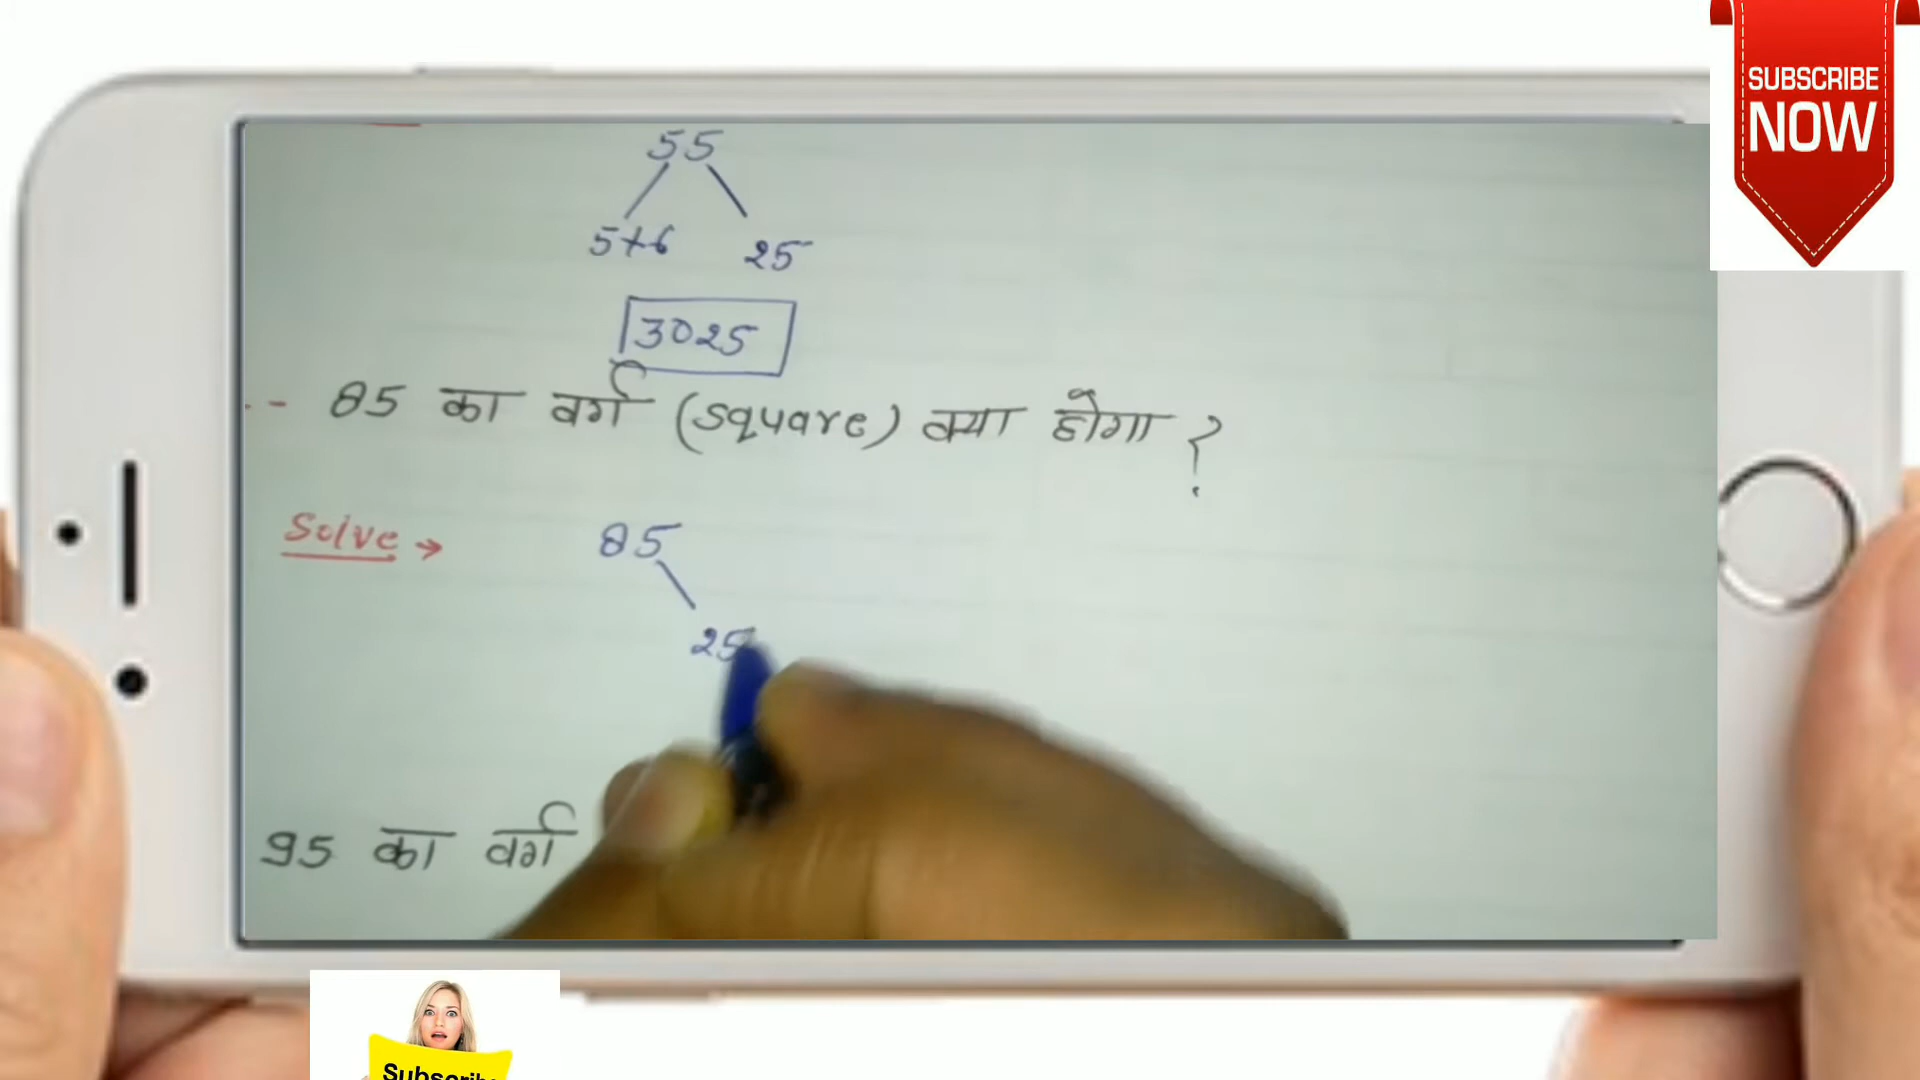 SUBSCRIBE
NOW
55
5+6 25
3025
- 85 का वर्ग (square) क्या होगा ?
Solve → 85
25
95 का वर्ग